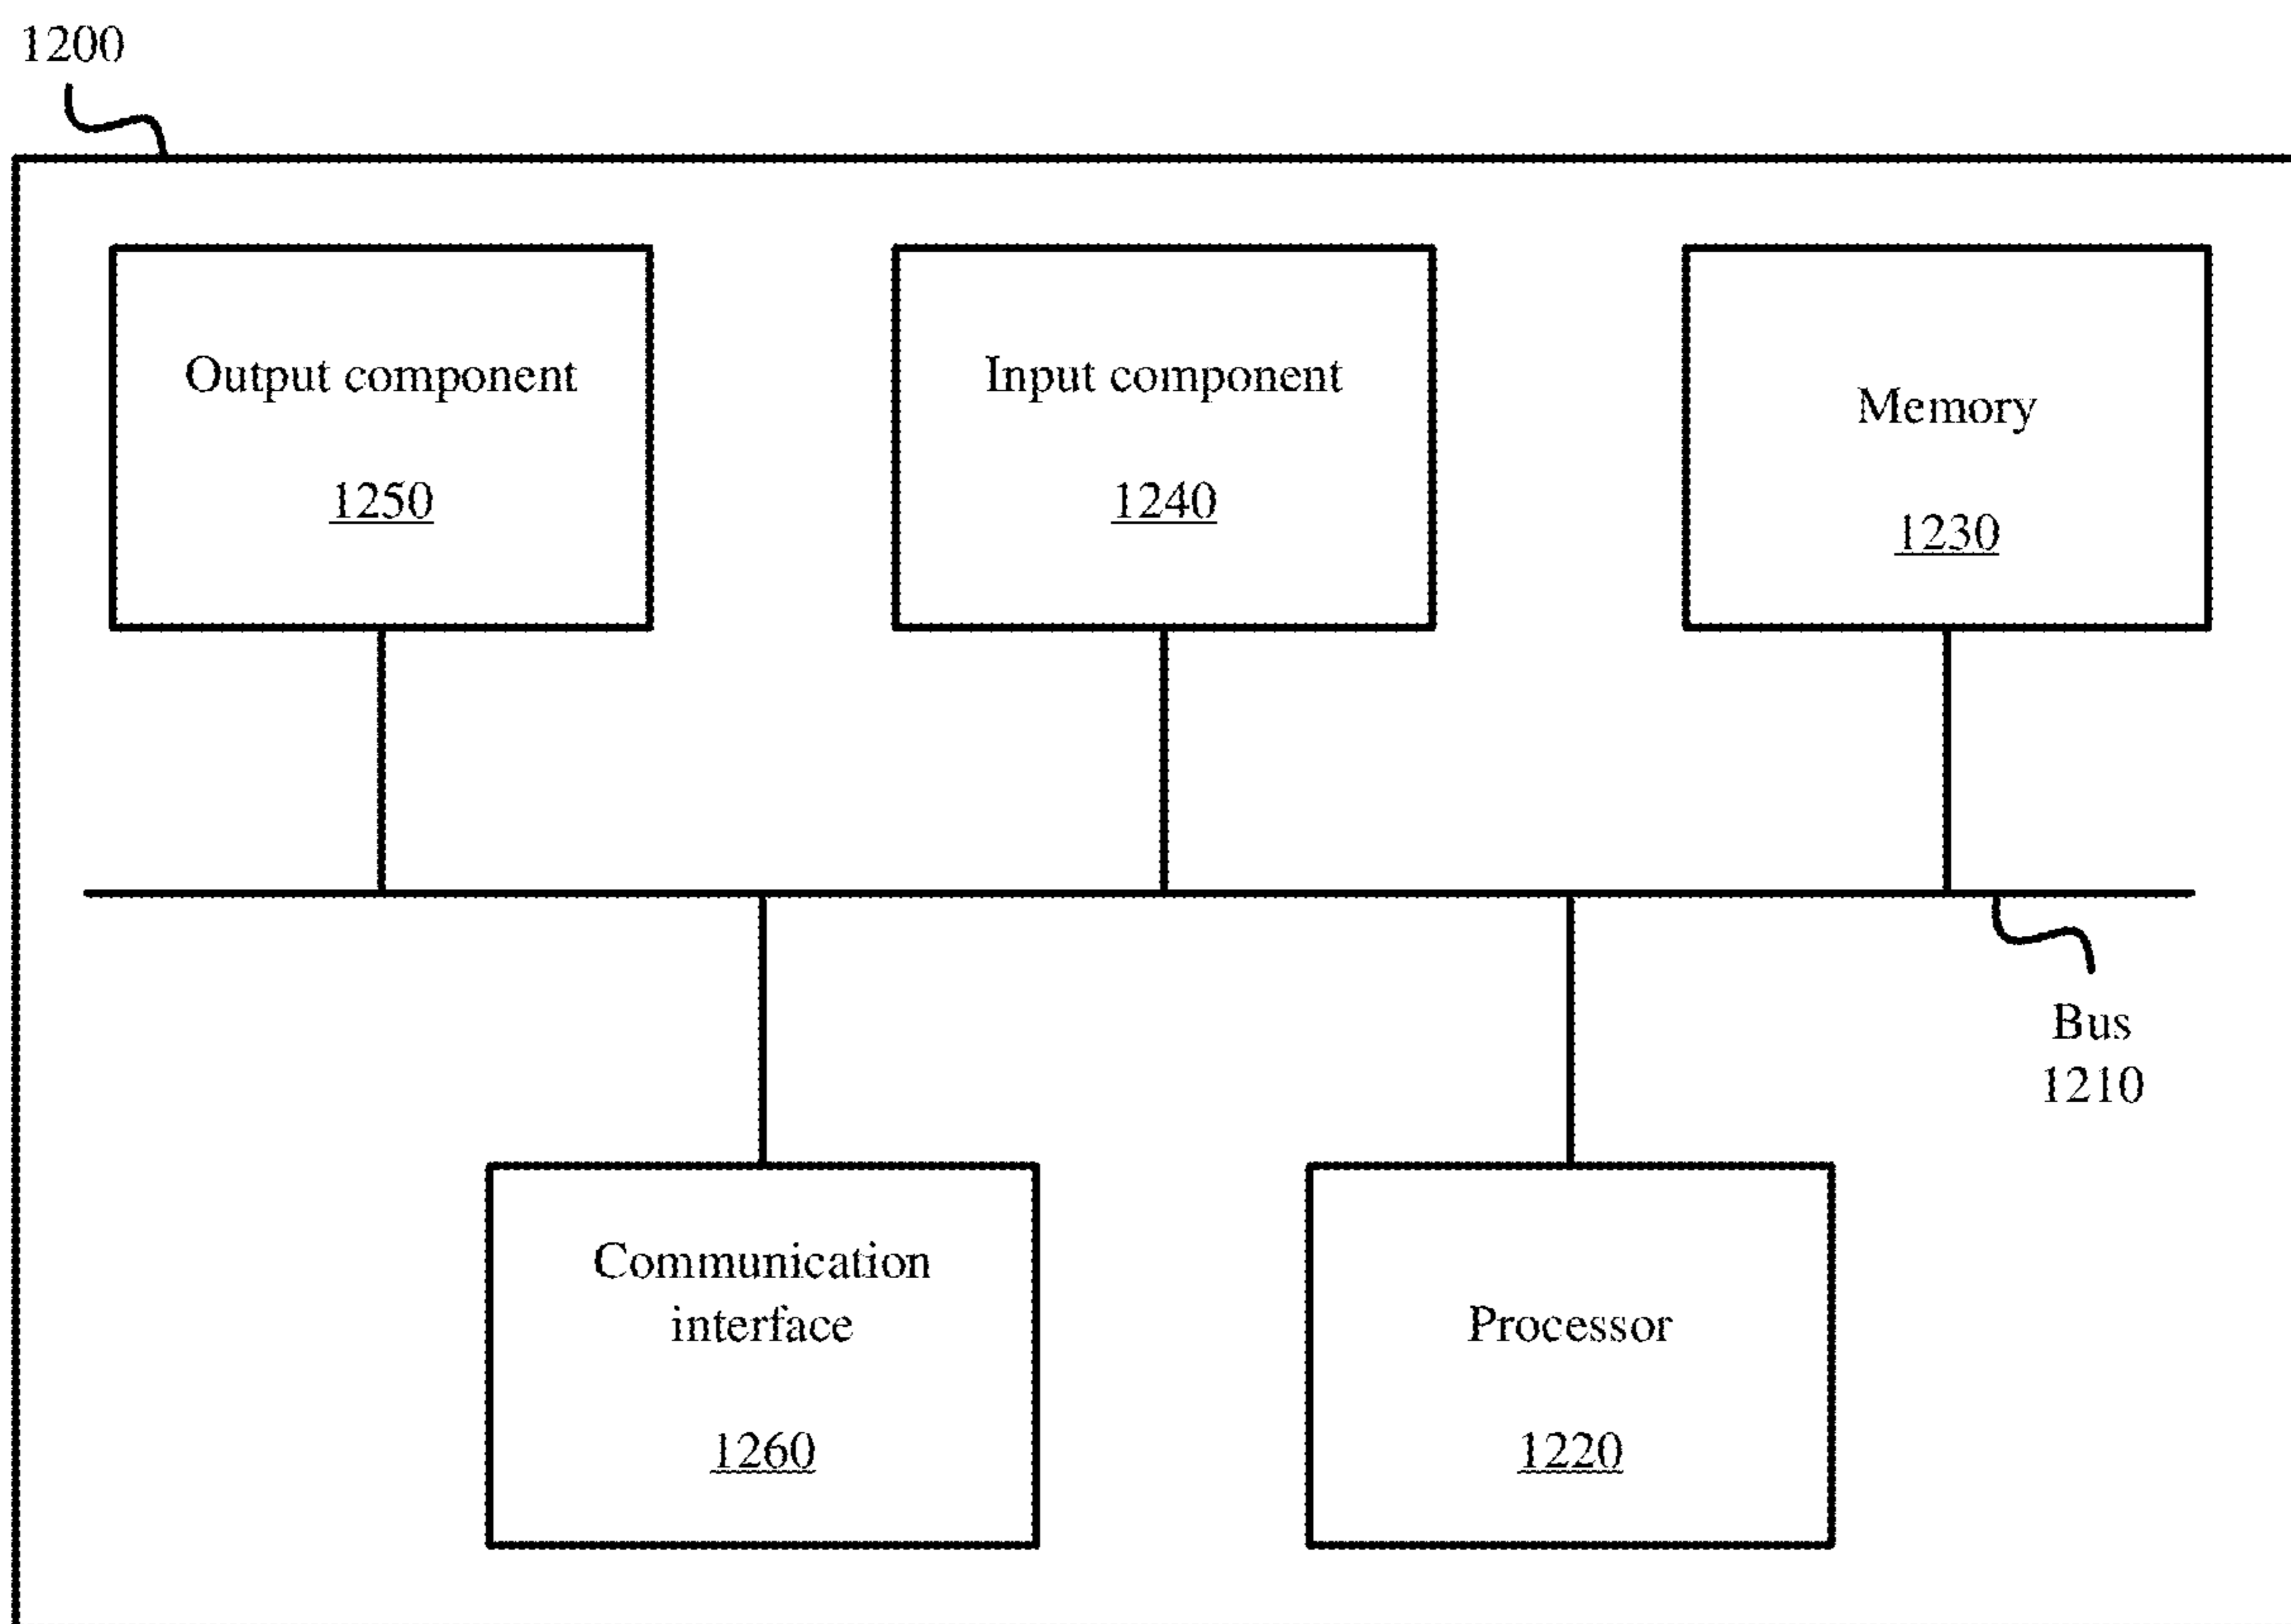 1200
Output component
1250
Input component
1240
Memory
1230
Bus
1210
Communication
interface
1260
Processor
1220